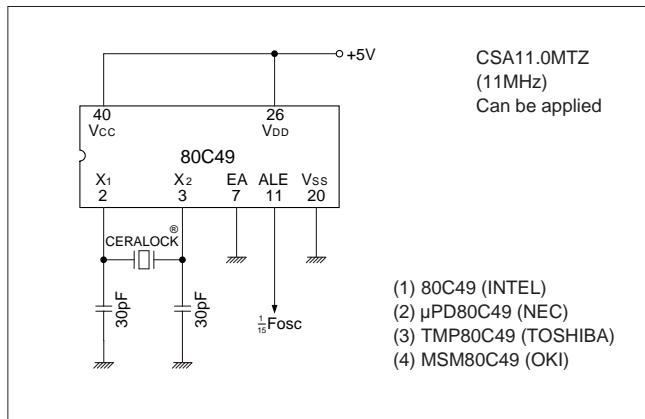 +5V
CSA11.0MTZ
(11MHz)
Can be applied
40
VCC
26
VDD
80C49
X1
2
X2
3
EA
7
ALE
11
VSS
20
CERALOCK®
30pF
30pF
1/15 Fosc
(1) 80C49 (INTEL)
(2) µPD80C49 (NEC)
(3) TMP80C49 (TOSHIBA)
(4) MSM80C49 (OKI)